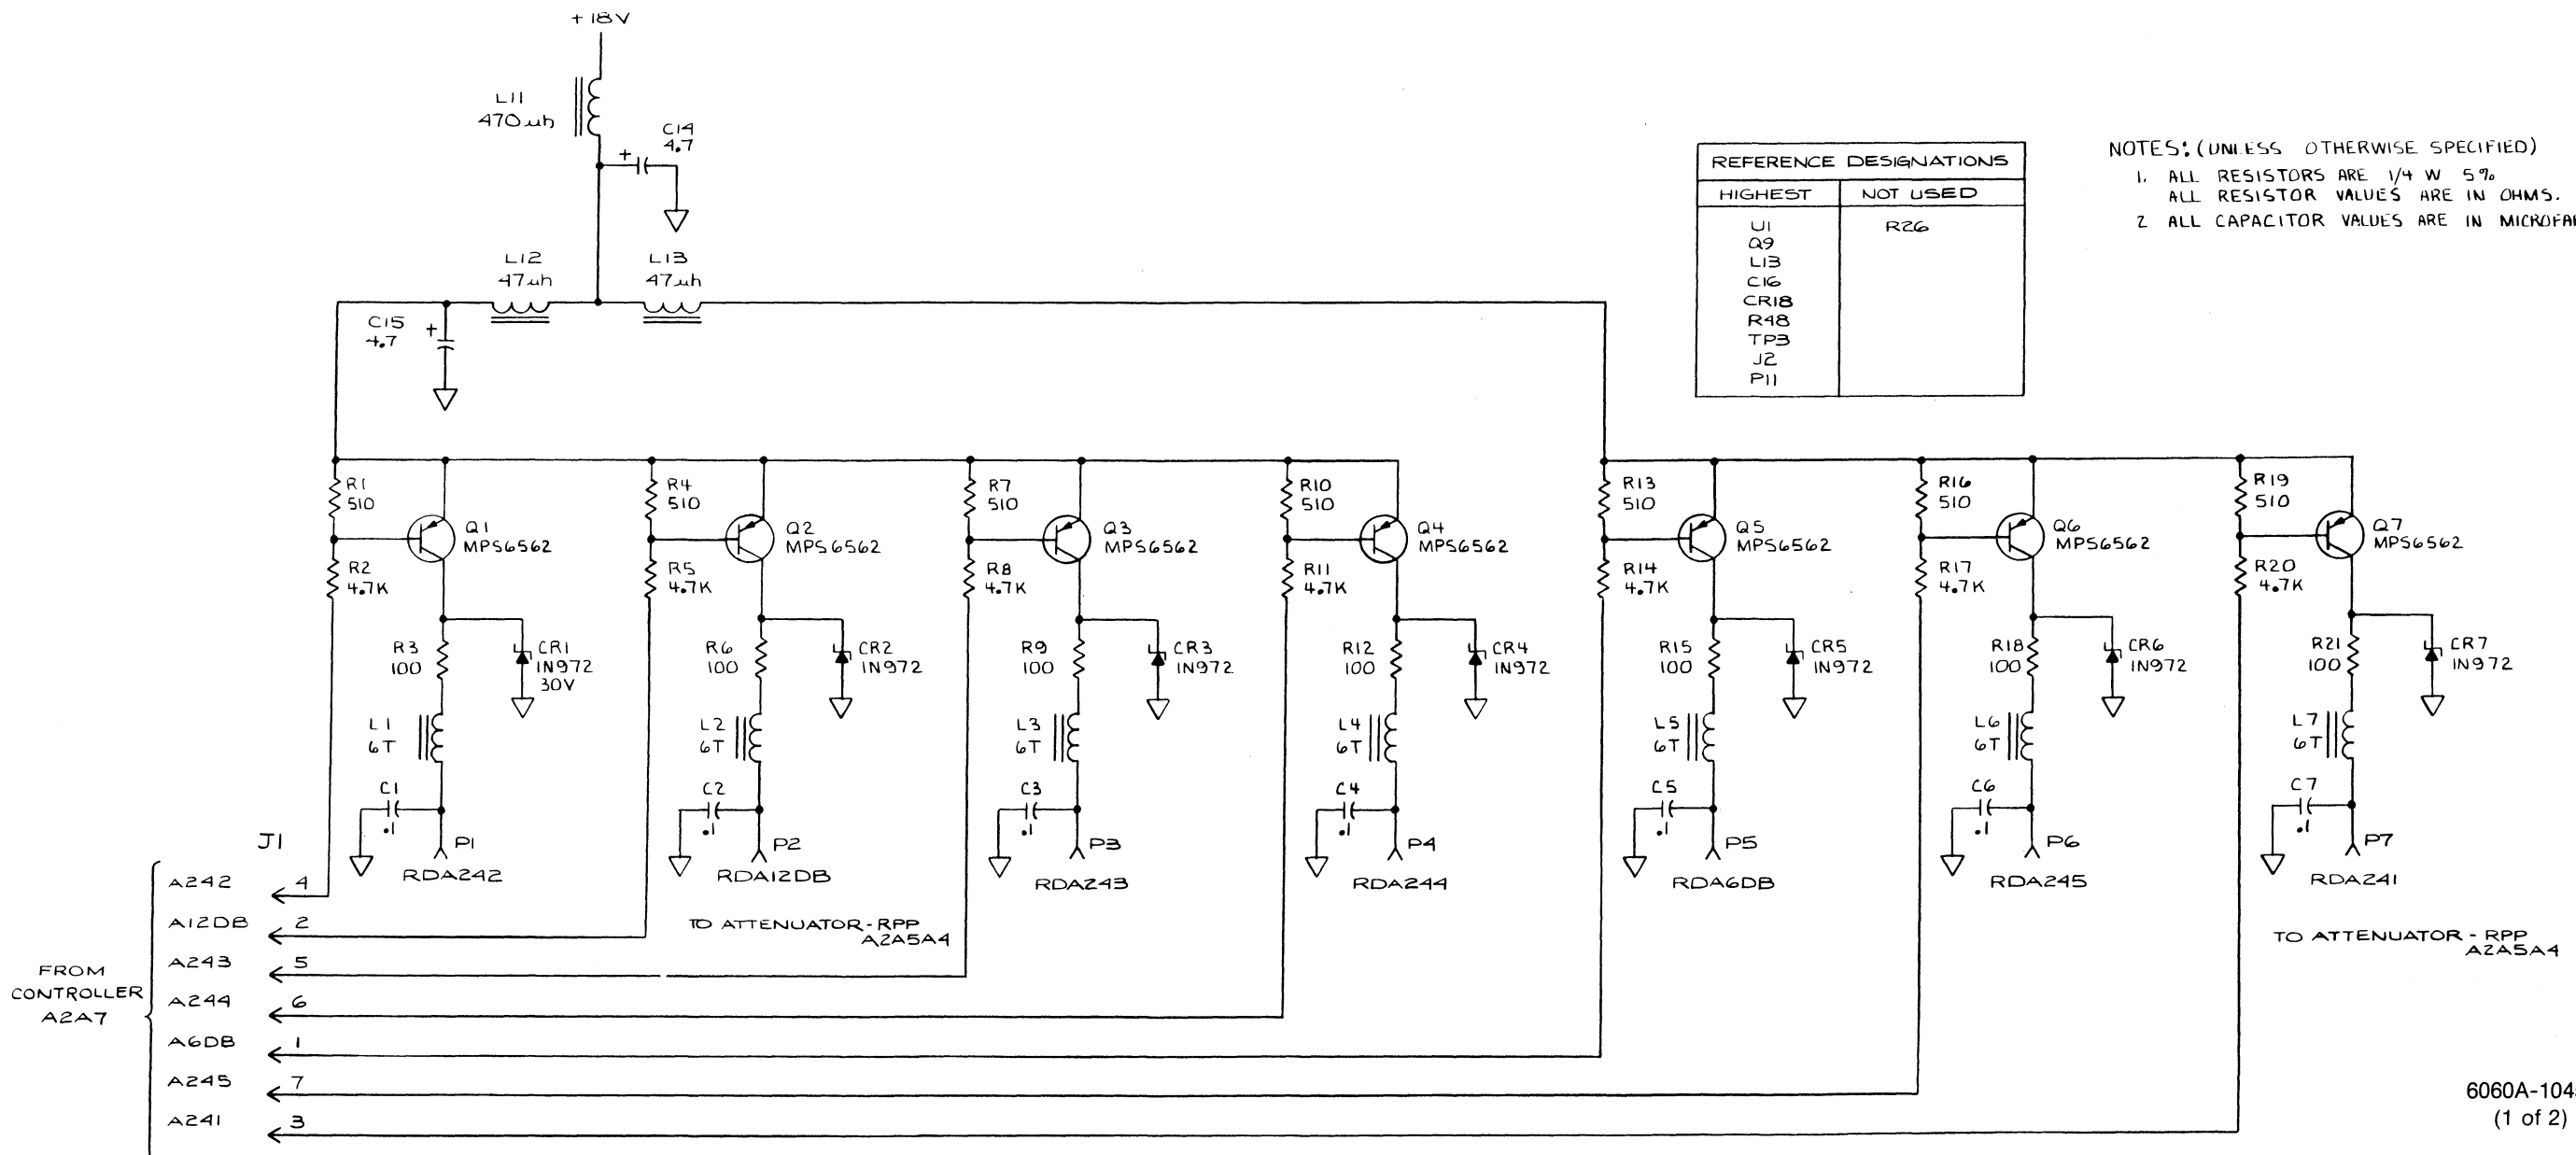 +18V
L11
470uh
C14
4.7
+
L12
47uh
L13
47uh
C15
4.7
+
REFERENCE DESIGNATIONS
HIGHEST NOT USED
U1 R26
Q9
L13
C16
CR18
R48
TP3
J2
P11
NOTES: (UNLESS OTHERWISE SPECIFIED)
1. ALL RESISTORS ARE 1/4 W 5%
ALL RESISTOR VALUES ARE IN OHMS.
2 ALL CAPACITOR VALUES ARE IN
R1
510
Q1
MPS6562
R2
4.7K
R3
100
CR1
1N972
30V
L1
6T
C1
.1
P1
RDA242
R4
510
Q2
MPS6562
R5
4.7K
R6
100
CR2
1N972
L2
6T
C2
.1
P2
RDA12DB
R7
510
Q3
MPS6562
R8
4.7K
R9
100
CR3
1N972
L3
6T
C3
.1
P3
RDA243
R10
510
Q4
MPS6562
R11
4.7K
R12
100
CR4
1N972
L4
6T
C4
.1
P4
RDA244
R13
510
Q5
MPS6562
R14
4.7K
R15
100
CR5
1N972
L5
6T
C5
.1
P5
RDA6DB
R16
510
Q6
MPS6562
R17
4.7K
R18
100
CR6
1N972
L6
6T
C6
.1
P6
RDA245
R19
510
Q7
MPS6562
R20
4.7K
R21
100
CR7
1N972
L7
6T
C7
.1
P7
RDA241
TO ATTENUATOR-RPP
A2A5A4
TO ATTENUATOR-RPP
A2A5A4
J1
A242 4
A12DB 2
A243 5
A244 6
A6DB 1
A245 7
A241 3
FROM
CONTROLLER
A2A7
6060A-104
(1 of 2)